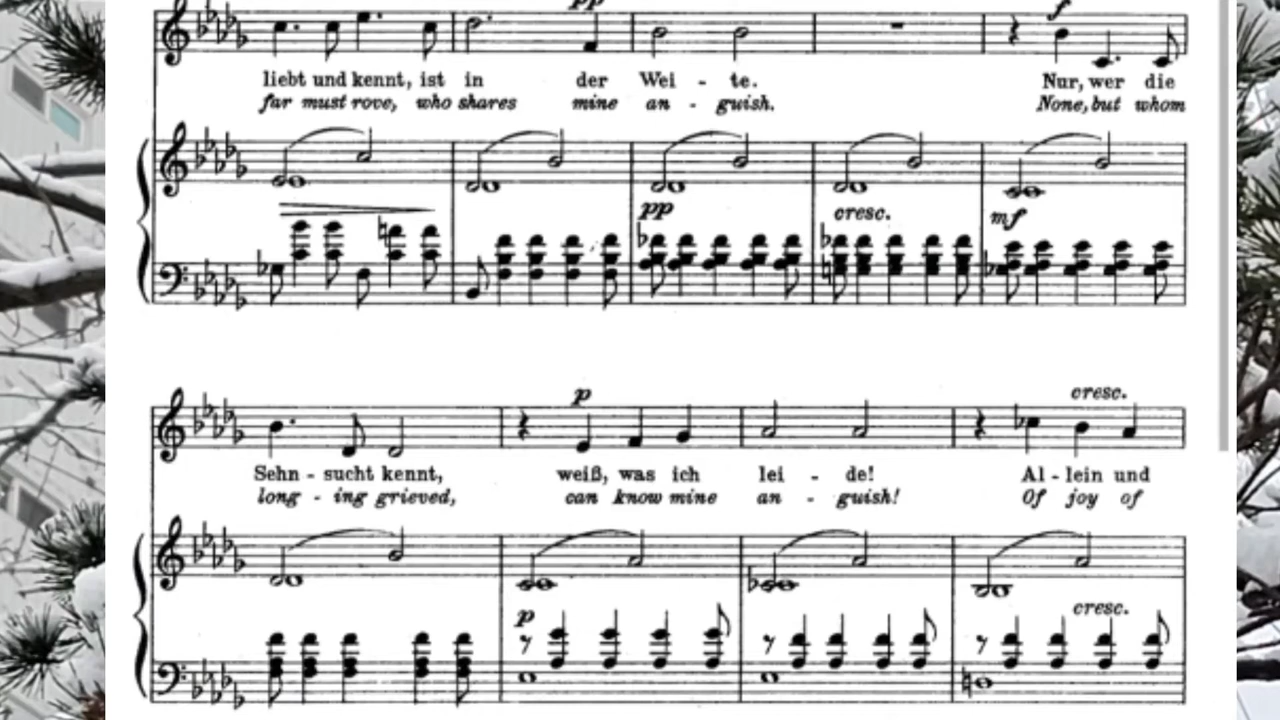 pp
f
liebt und kennt, ist in der Wei - te. Nur, wer die
far must rove, who shares mine an - guish. None, but whom
pp cresc. mf
p cresc.
Sehn - sucht kennt, weiß, was ich lei - de! Al - lein und
long - ing grieved, can know mine an - guish! Of joy of
p cresc.